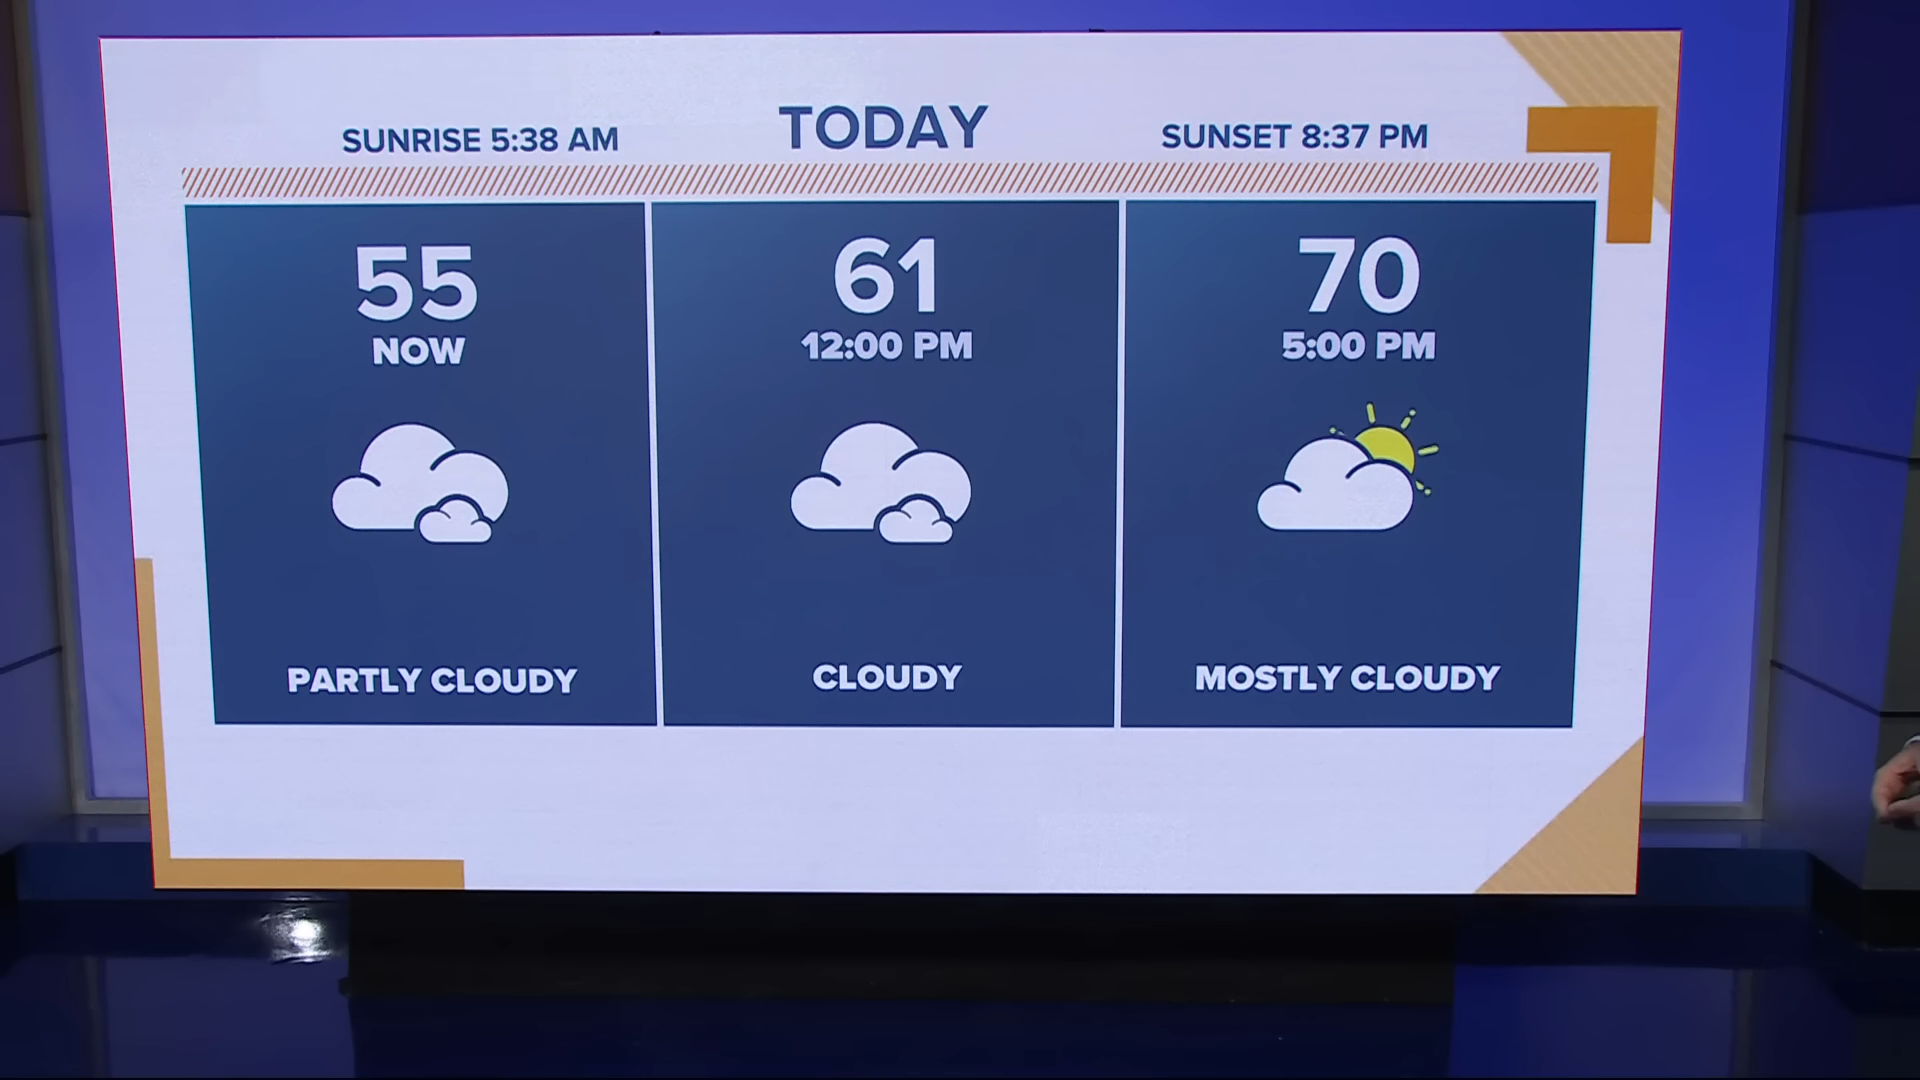 TODAY
SUNRISE 5:38 AM
SUNSET 8:37 PM
55
NOW
PARTLY CLOUDY
61
12:00 PM
CLOUDY
70
5:00 PM
MOSTLY CLOUDY